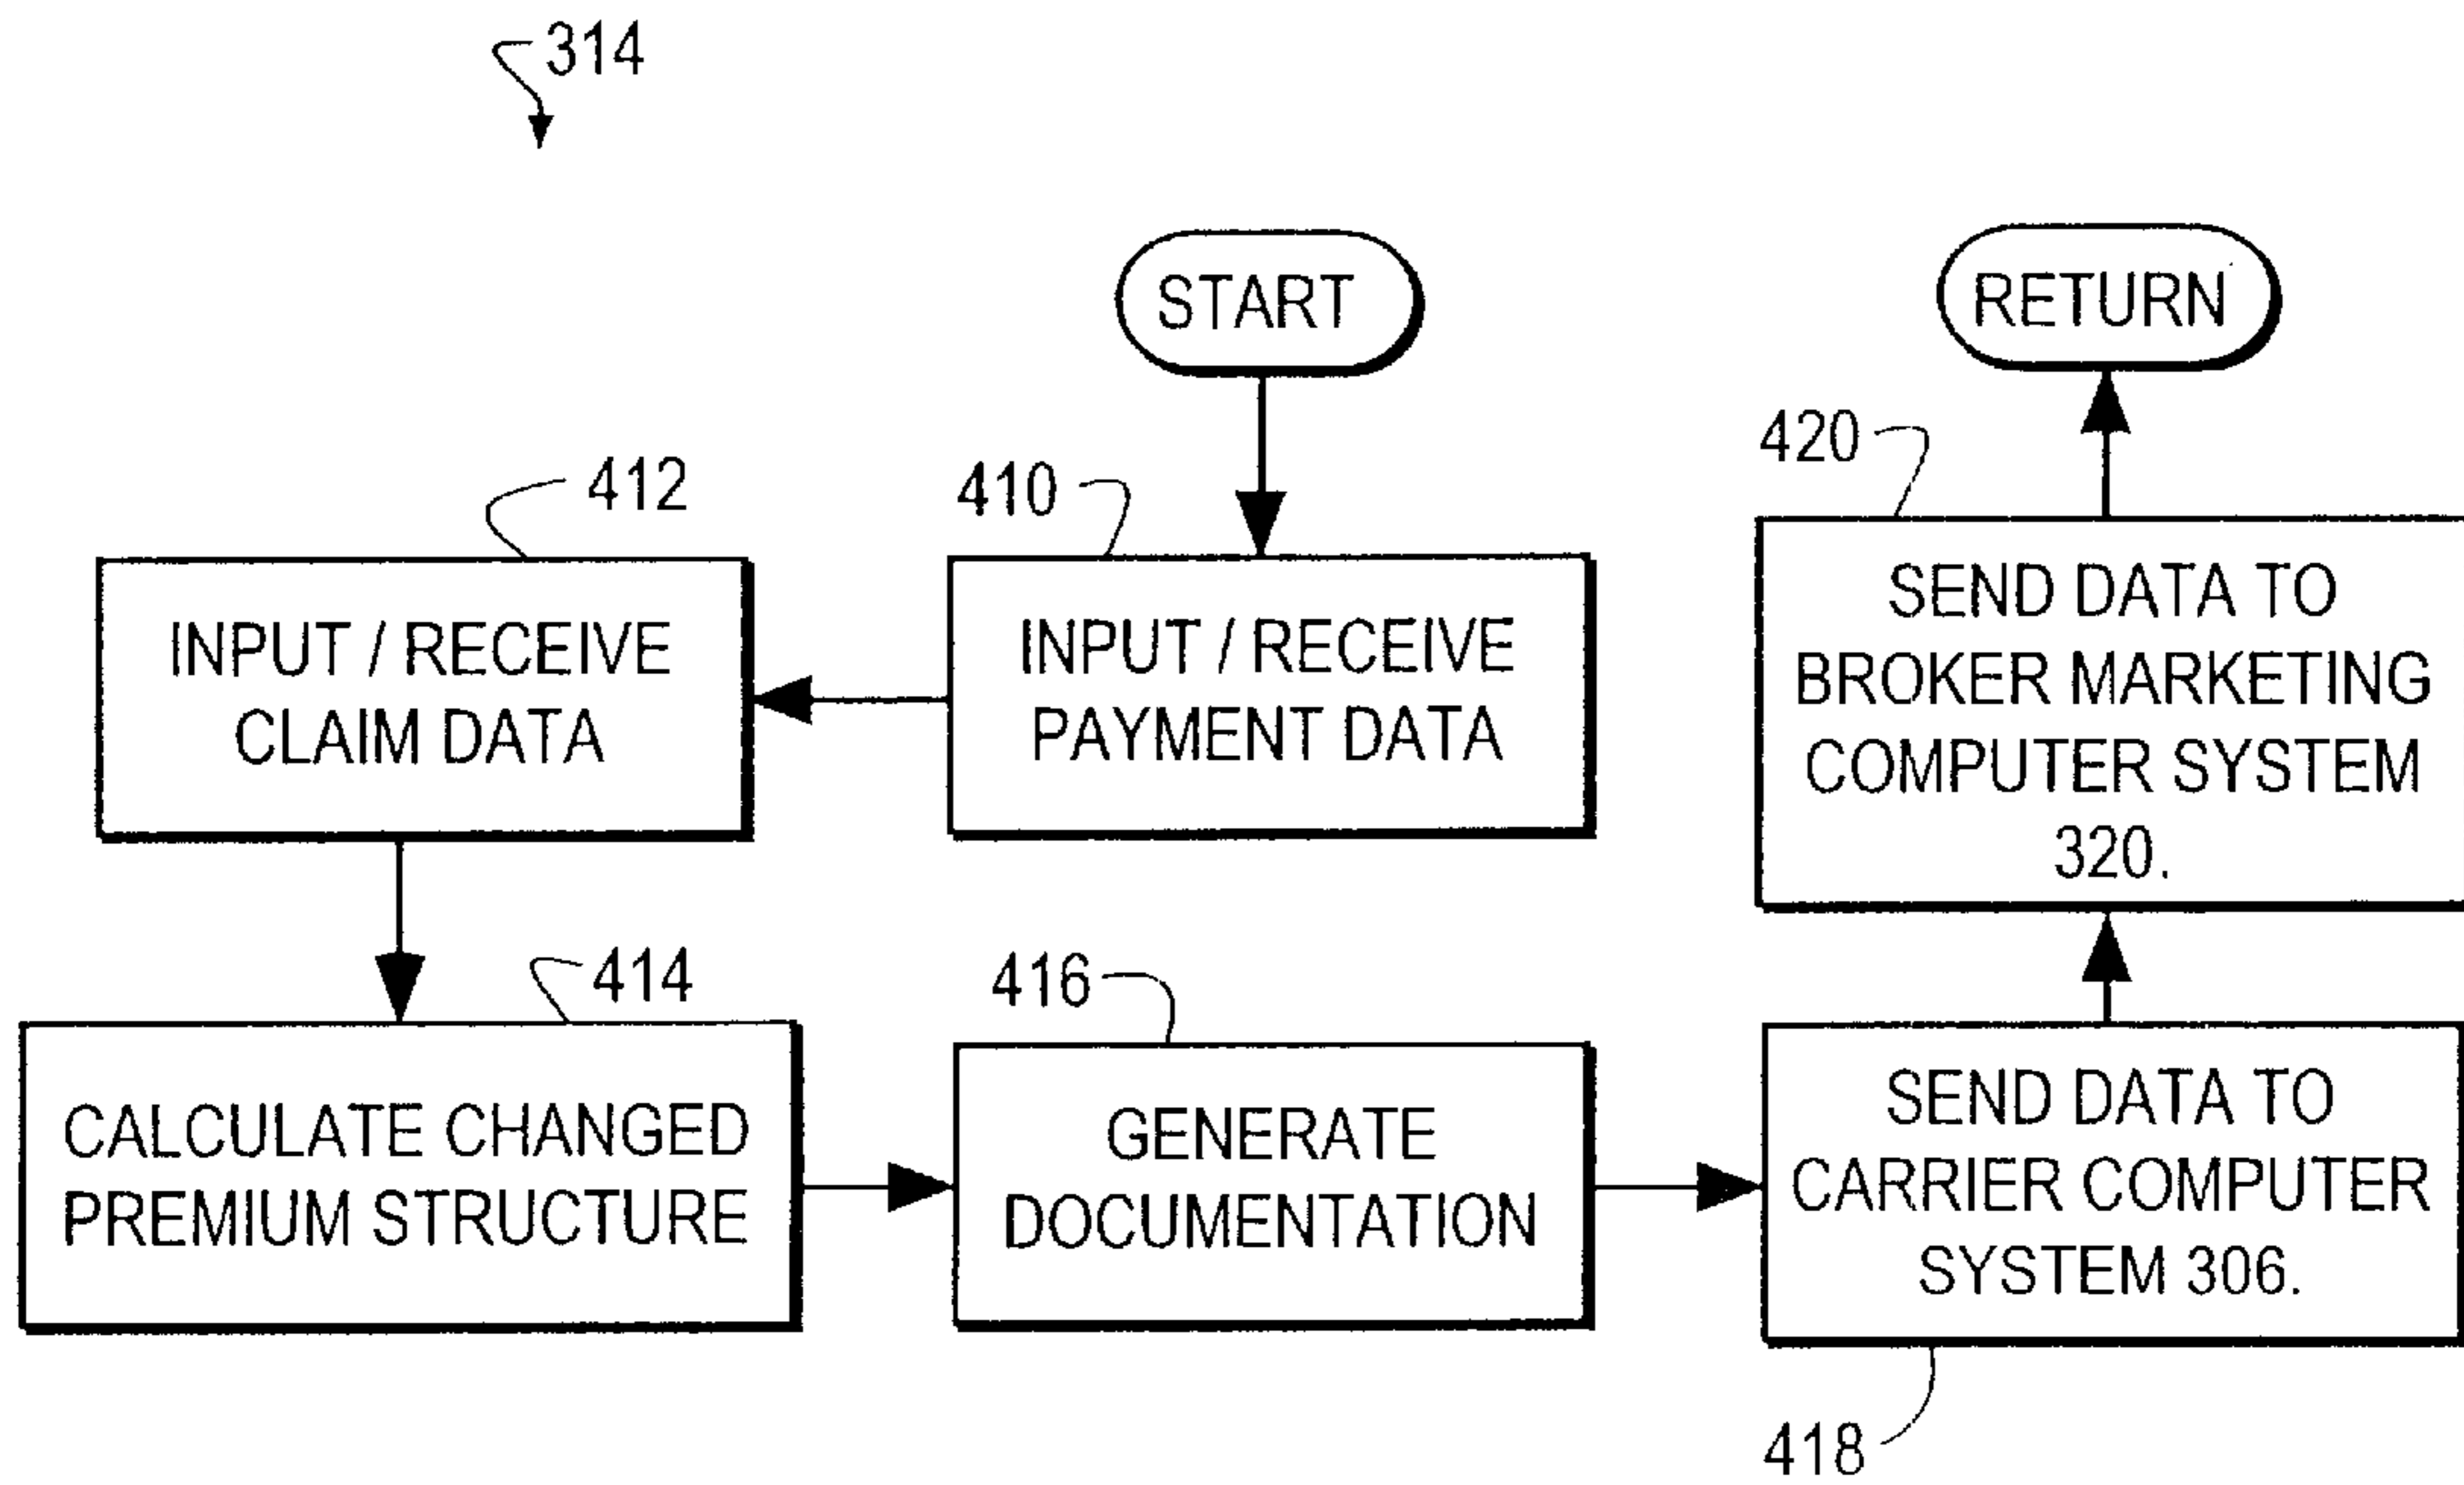 314
START
RETURN
420
412
410
INPUT / RECEIVE
CLAIM DATA
INPUT / RECEIVE
PAYMENT DATA
SEND DATA TO
BROKER MARKETING
COMPUTER SYSTEM
320.
414
416
CALCULATE CHANGED
PREMIUM STRUCTURE
GENERATE
DOCUMENTATION
SEND DATA TO
CARRIER COMPUTER
SYSTEM 306.
418